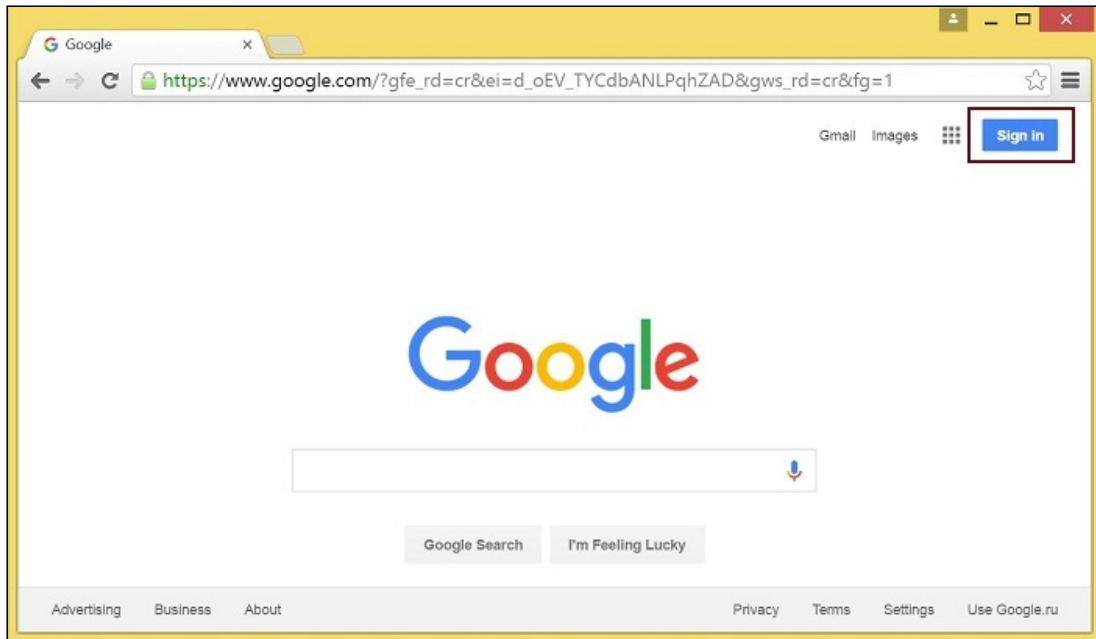 Google
https://www.google.com/?gfe_rd=cr&ei=d_oEV_TYCdbANLPqhZAD&gws_rd=cr&fg=1
Gmail Images Sign in
Google
Google Search I'm Feeling Lucky
Advertising Business About Privacy Terms Settings Use Google.ru